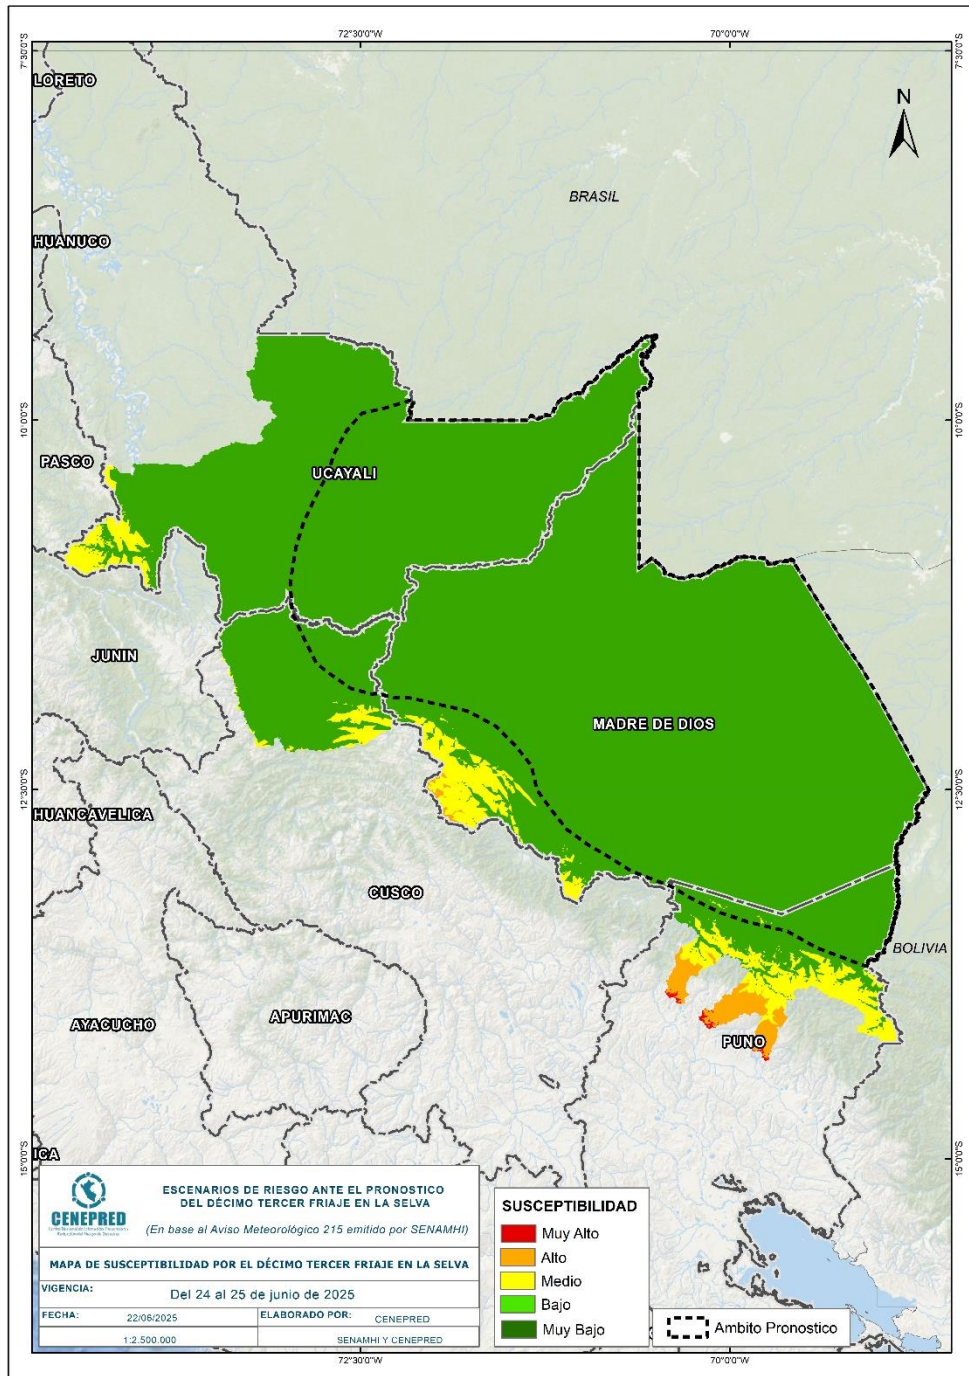 72°30'0"W
70°0'0"W
7°30'0"S
7°30'0"S
LORETO
N
BRASIL
HUANUCO
10°0'0"S
10°0'0"S
PASCO
UCAYALI
JUNIN
MADRE DE DIOS
12°30'0"S
12°30'0"S
HUANCAVELICA
CUSCO
BOLIVIA
AYACUCHO
APURIMAC
PUNO
15°0'0"S
15°0'0"S
ICA
CENEPRED
ESCENARIOS DE RIESGO ANTE EL PRONOSTICO
DEL DÉCIMO TERCER FRIAJE EN LA SELVA
(En base al Aviso Meteorológico 215 emitido por SENAMHI)
MAPA DE SUSCEPTIBILIDAD POR EL DÉCIMO TERCER FRIAJE EN LA SELVA
VIGENCIA:
Del 24 al 25 de junio de 2025
FECHA:
22/06/2025
ELABORADO POR:
CENEPRED
1:2.500.000
SENAMHI Y CENEPRED
SUSCEPTIBILIDAD
Muy Alto
Alto
Medio
Bajo
Muy Bajo
Ambito Pronostico
72°30'0"W
70°0'0"W